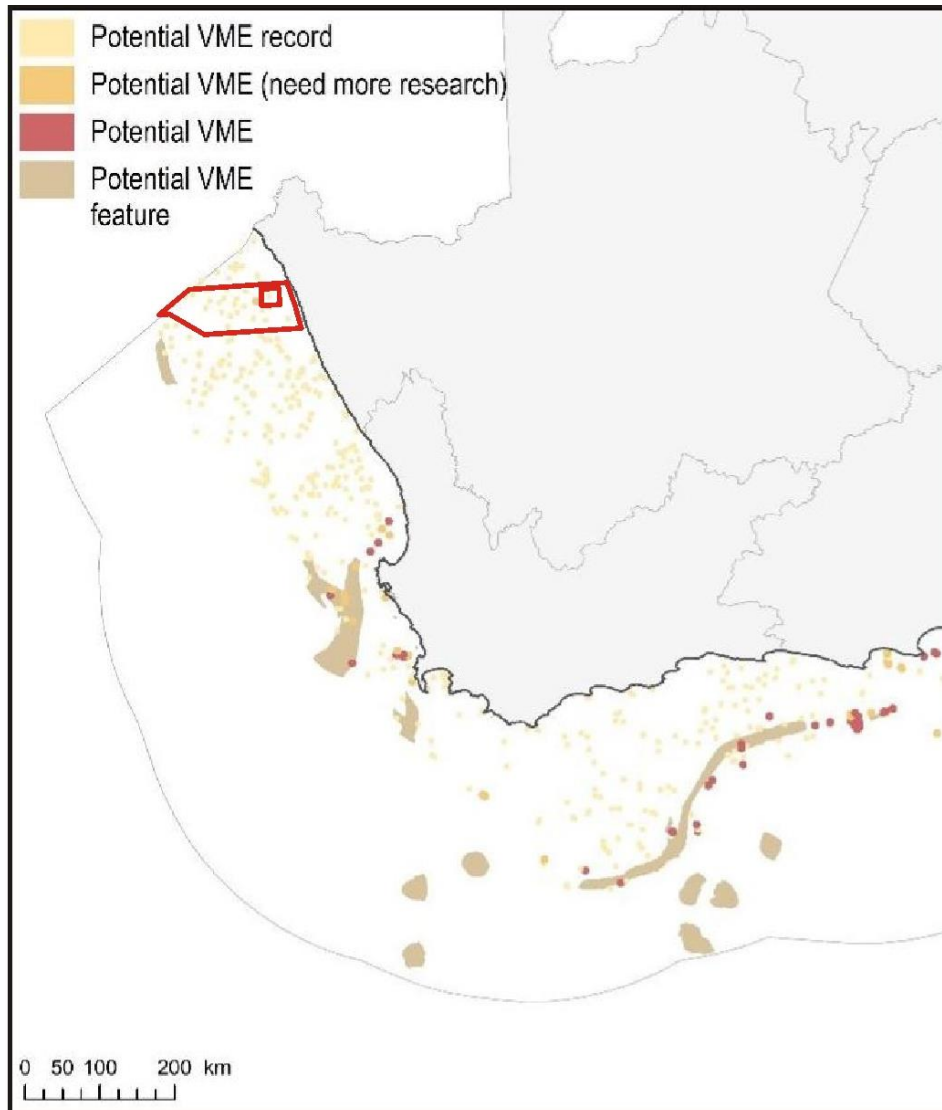 Potential VME record
Potential VME (need more research)
Potential VME
Potential VME
feature
0 50 100 200 km